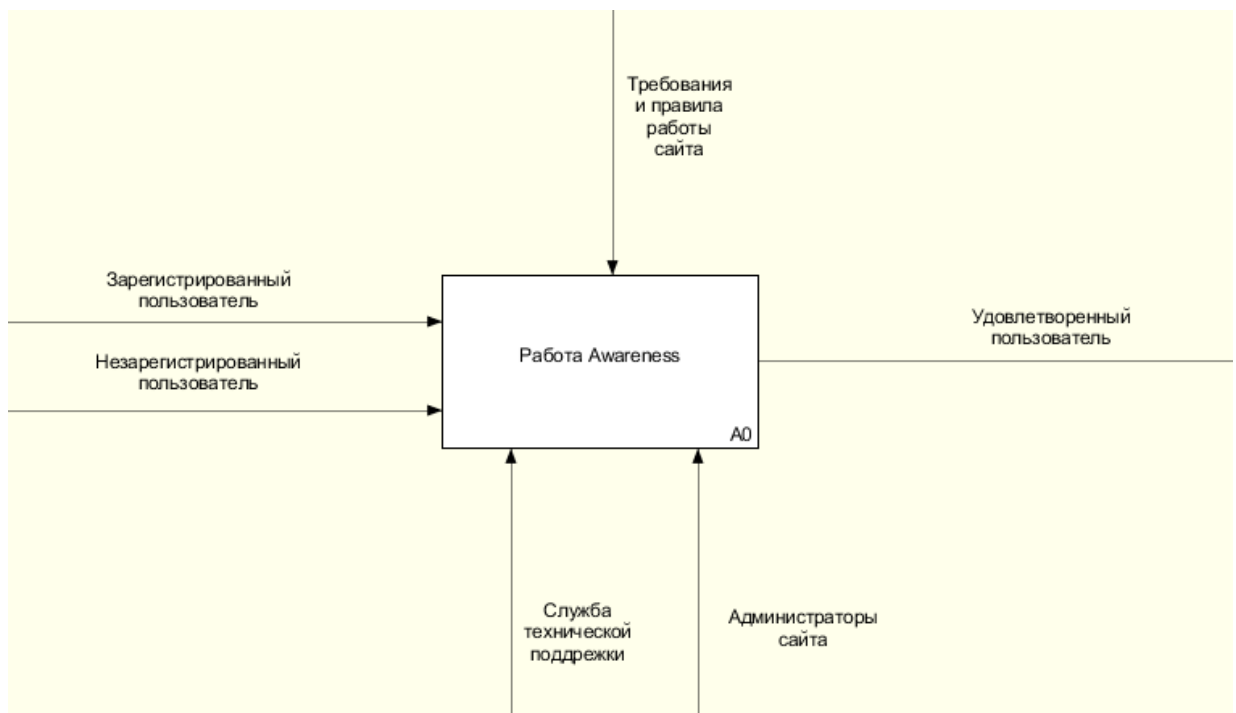 Требования
и правила
работы
сайта
Зарегистрированный
пользователь
Незарегистрированный
пользователь
Работа Awareness
A0
Удовлетворенный
пользователь
Служба
технической
поддрежки
Администраторы
сайта